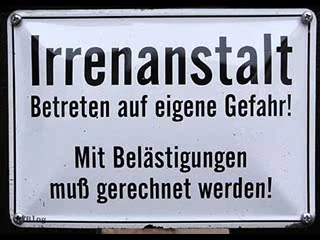 Irrenanstalt
Betreten auf eigene Gefahr!
Mit Belästigungen
muß gerechnet werden!